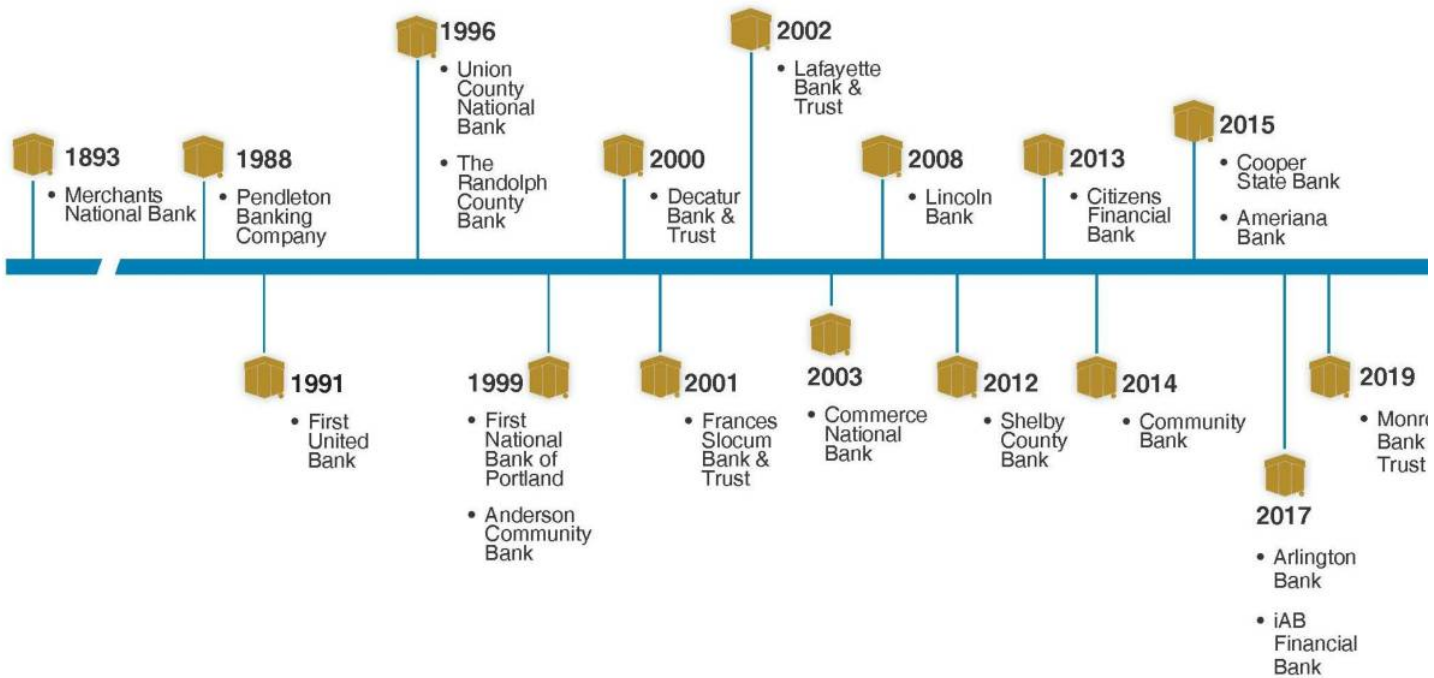 1893
• Merchants
National Bank
1988
• Pendleton
Banking
Company
1991
• First
United
Bank
1996
• Union
County
National
Bank
• The
Randolph
County
Bank
1999
• First
National
Bank of
Portland
• Anderson
Community
Bank
2000
• Decatur
Bank &
Trust
2001
• Frances
Slocum
Bank &
Trust
2002
• Lafayette
Bank &
Trust
2003
• Commerce
National
Bank
2008
• Lincoln
Bank
2012
• Shelby
County
Bank
2013
• Citizens
Financial
Bank
2014
• Community
Bank
2015
• Cooper
State Bank
• Ameriana
Bank
2017
• Arlington
Bank
• iAB
Financial
Bank
2019
•
Bank
Trust